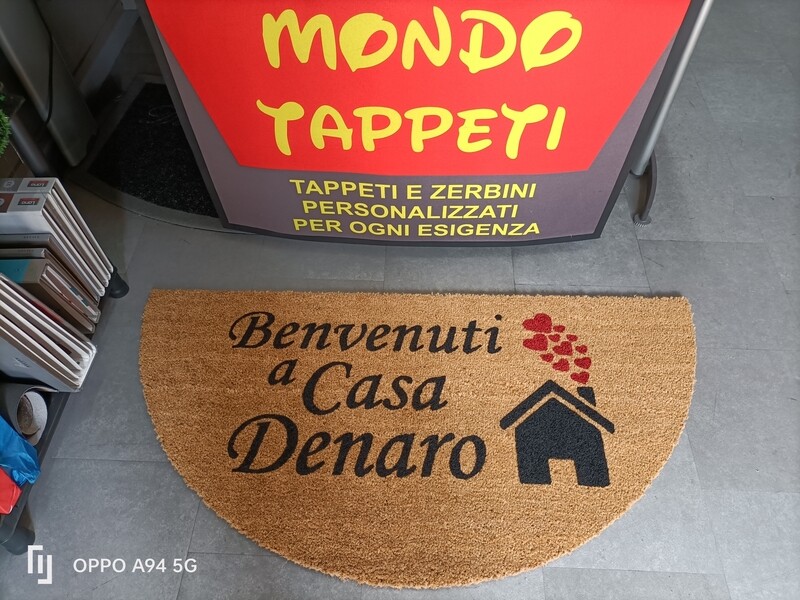 MONDO
TAPPETI
TAPPETI E ZERBINI
PERSONALIZZATI
PER OGNI ESIGENZA
Benvenuti
a Casa
Denaro
OPPO A94 5G